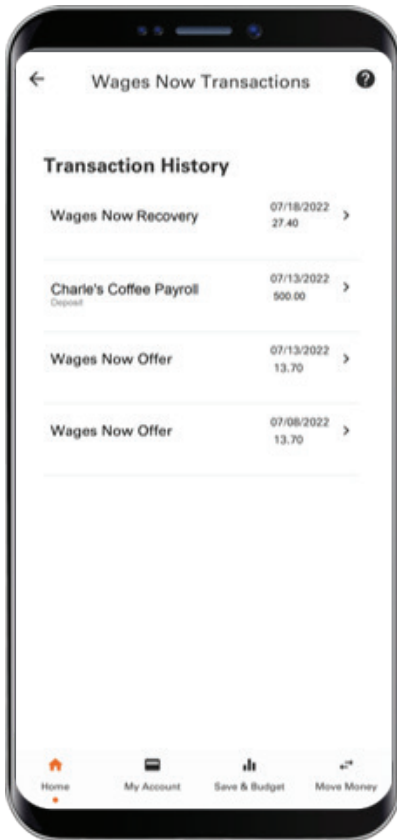 Wages Now Transactions
Transaction History
Wages Now Recovery
07/18/2022
27.40
Charle's Coffee Payroll
Deposit
07/13/2022
500.00
Wages Now Offer
07/13/2022
13.70
Wages Now Offer
07/08/2022
13.70
Home
My Account
Save & Budget
Move Money